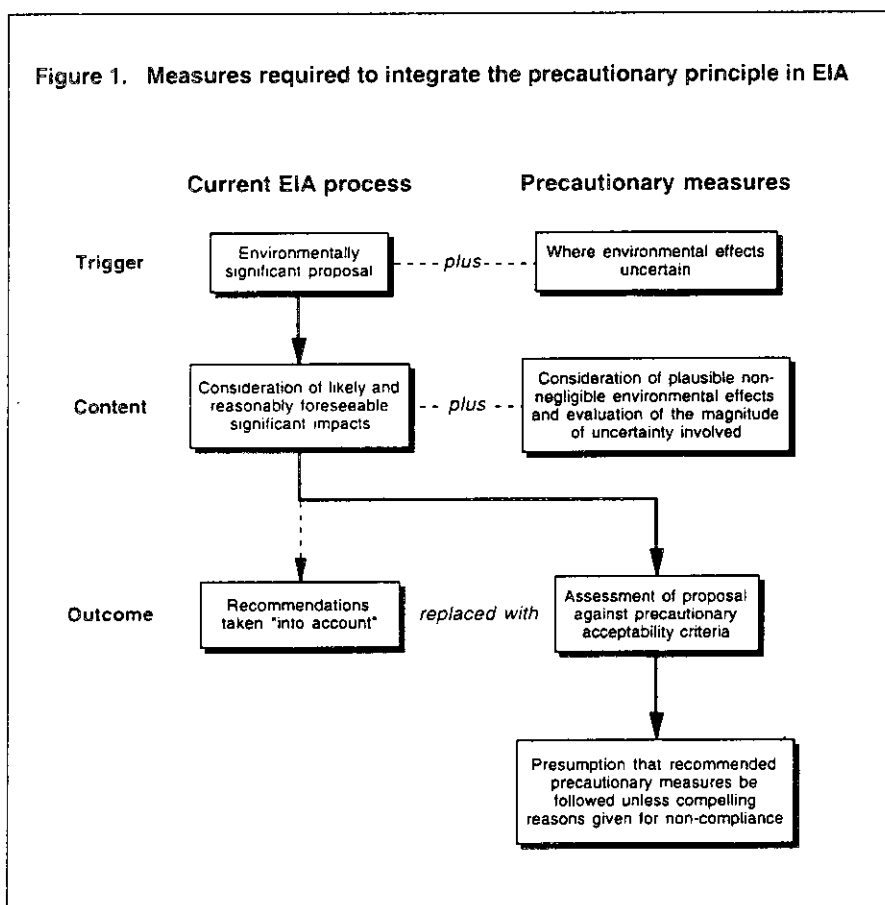 Figure 1. Measures required to integrate the precautionary principle in EIA
Current EIA process
Precautionary measures
Trigger
Environmentally
significant proposal
plus
Where environmental effects
uncertain
Content
Consideration of likely and
reasonably foreseeable
significant impacts
plus
Consideration of plausible non-
negligible environmental effects
and evaluation of the magnitude
of uncertainty involved
Outcome
Recommendations
taken "into account"
replaced with
Assessment of proposal
against precautionary
acceptability criteria
Presumption that recommended
precautionary measures be
followed unless compelling
reasons given for non-compliance